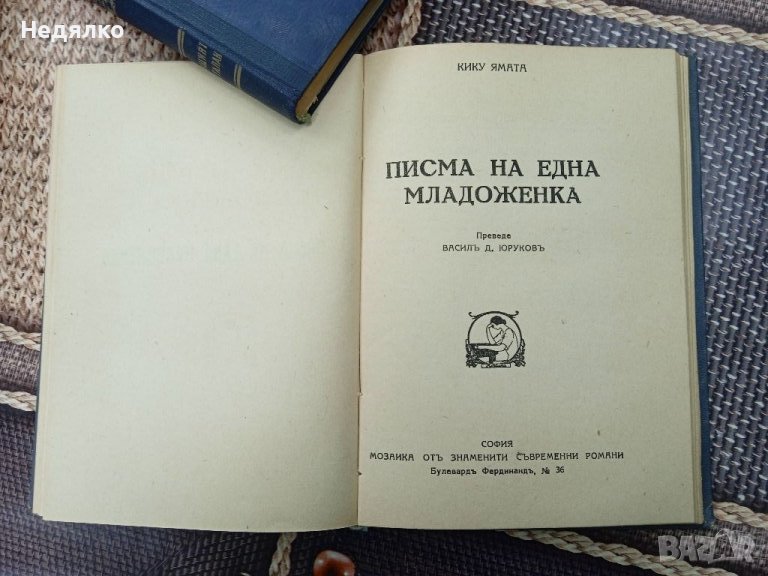 Недялко
КИКУ ЯМАТА
ПИСМА НА ЕДНА
МЛАДОЖЕНКА
Преведе
ВАСИЛЪ Д. ЮРУКОВЪ
СОФИЯ
МОЗАИКА ОТЪ ЗНАМЕНИТИ СЪВРЕМЕННИ РОМАНИ
Булевардъ Фердинандъ, № 36
BAZAR